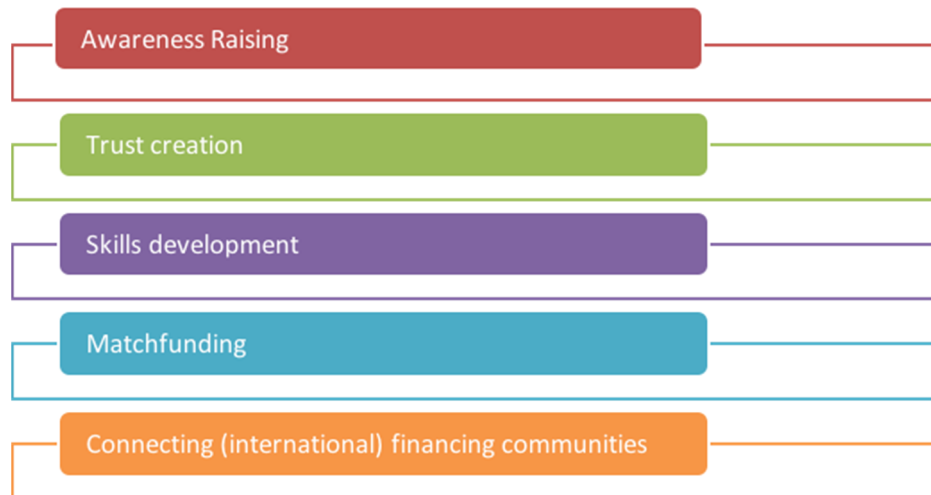 Awareness Raising
Trust creation
Skills development
Matchfunding
Connecting (international) financing communities